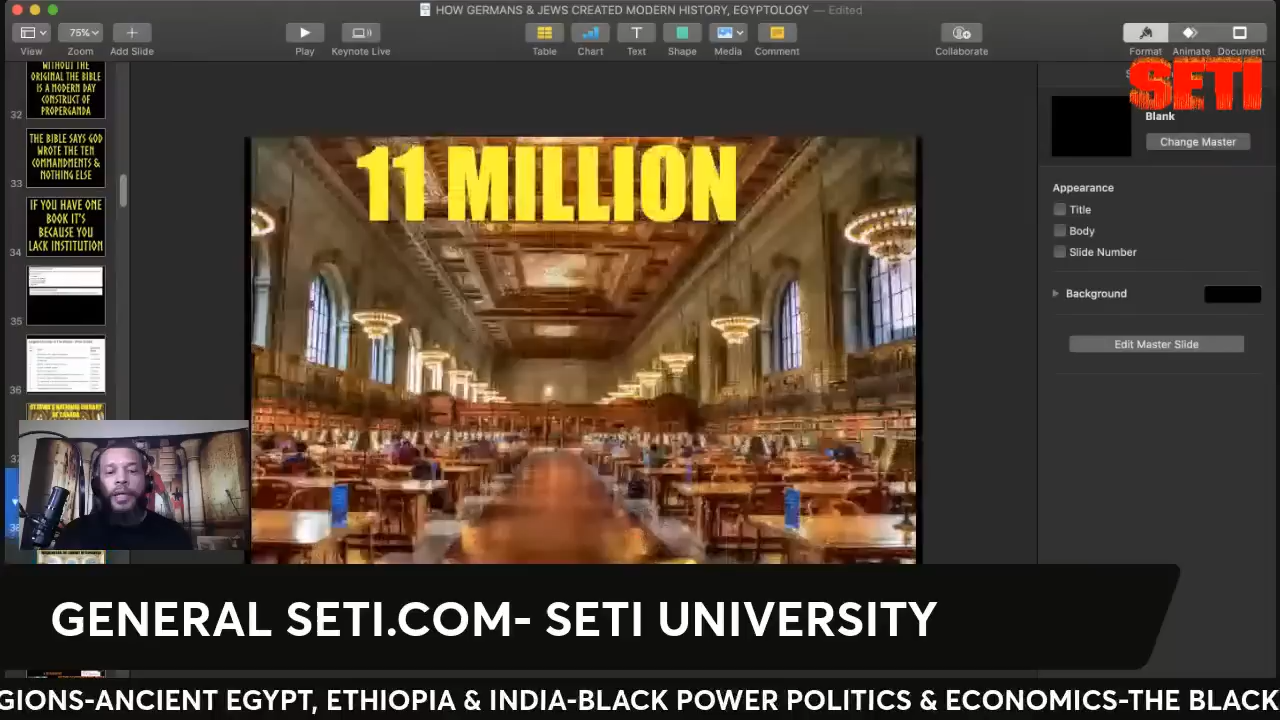 HOW GERMANS & JEWS CREATED MODERN HISTORY, EGYPTOLOGY — Edited
75%
View
Zoom
Add Slide
Play
Keynote Live
Table
Chart
Text
Shape
Media
Comment
Collaborate
Format
Animate
Document
SETI
Blank
Change Master
Appearance
Title
Body
Slide Number
Background
Edit Master Slide
WITHOUT THE
ORIGINAL THE BIBLE
IS A MODERN DAY
CONSTRUCT OF
PROPERGANDA
32
THE BIBLE SAYS GOD
WROTE THE TEN
COMMANDMENTS &
NOTHING ELSE
33
IF YOU HAVE ONE
BOOK IT'S
BECAUSE YOU
LACK INSTITUTION
34
35
36
11 MILLION
GENERAL SETI.COM- SETI UNIVERSITY
GIONS-ANCIENT EGYPT, ETHIOPIA & INDIA-BLACK POWER POLITICS & ECONOMICS-THE BLACK